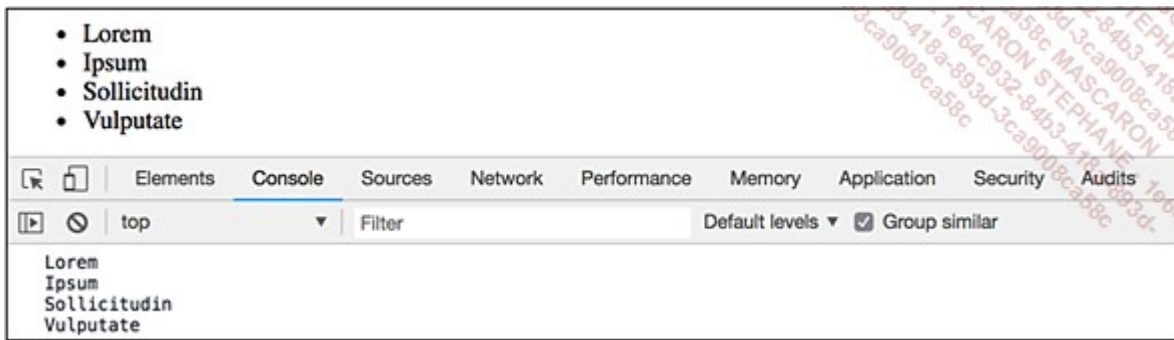 Lorem
Ipsum
Sollicitudin
Vulputate
Elements Console Sources Network Performance Memory Application Security Audits
top Filter Default levels Group similar
Lorem
Ipsum
Sollicitudin
Vulputate